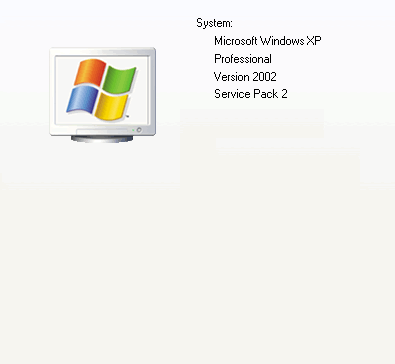 System:
Microsoft Windows XP
Professional
Version 2002
Service Pack 2